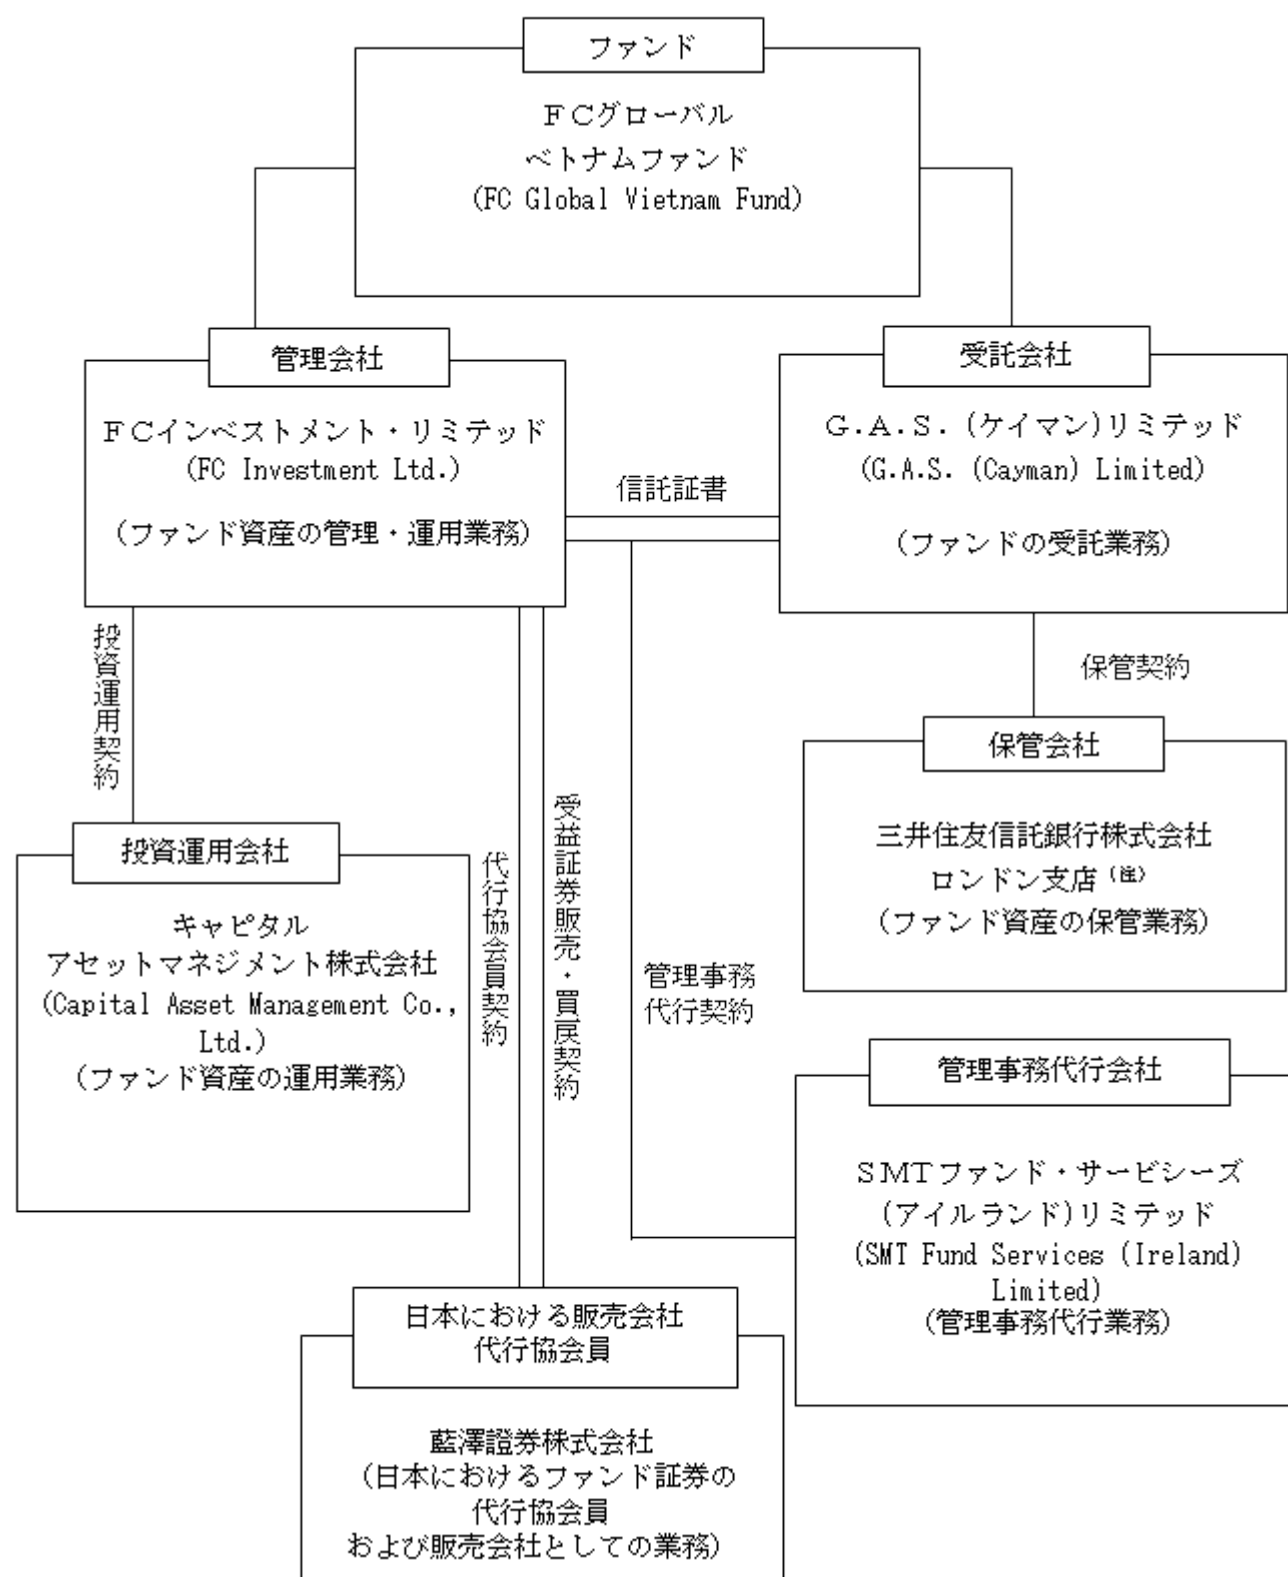 ファンド
ＦＣグローバル
ベトナムファンド
(FC Global Vietnam Fund)
管理会社
ＦＣインベストメント・リミテッド
(FC Investment Ltd.)
(ファンド資産の管理・運用業務)
受託会社
Ｇ.Ａ.Ｓ.(ケイマン)リミテッド
(G.A.S. (Cayman) Limited)
(ファンドの受託業務)
信託証書
投資運用契約
保管契約
保管会社
三井住友信託銀行株式会社
ロンドン支店(注)
(ファンド資産の保管業務)
投資運用会社
キャピタル
アセットマネジメント株式会社
(Capital Asset Management Co.,
Ltd.)
(ファンド資産の運用業務)
代行協会員契約
受益証券販売・買戻契約
管理事務
代行契約
管理事務代行会社
ＳＭＴファンド・サービシーズ
(アイルランド)リミテッド
(SMT Fund Services (Ireland)
Limited)
(管理事務代行業務)
日本における販売会社
代行協会員
藍澤證券株式会社
(日本におけるファンド証券の
代行協会員
および販売会社としての業務)